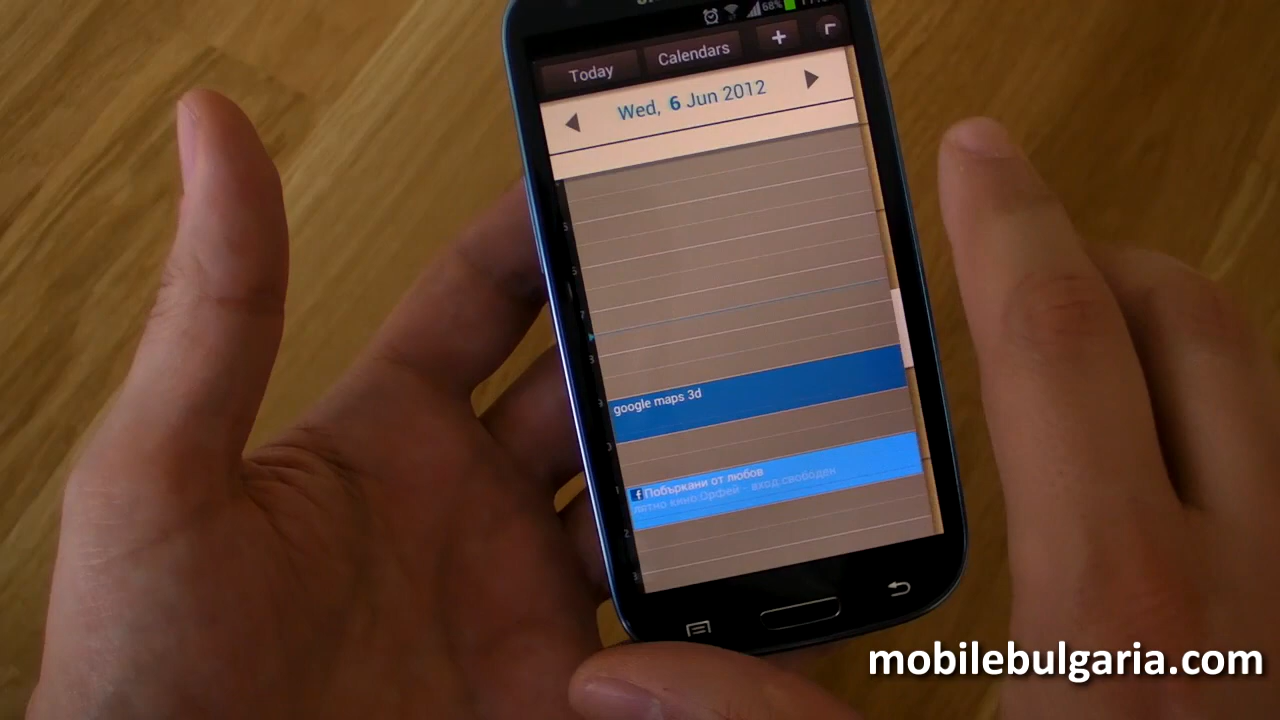 68%
Today
Calendars
Wed, 6 Jun 2012
google maps 3d
Побъркани от любов
лятно кино Орфей - вход свободен
mobilebulgaria.com